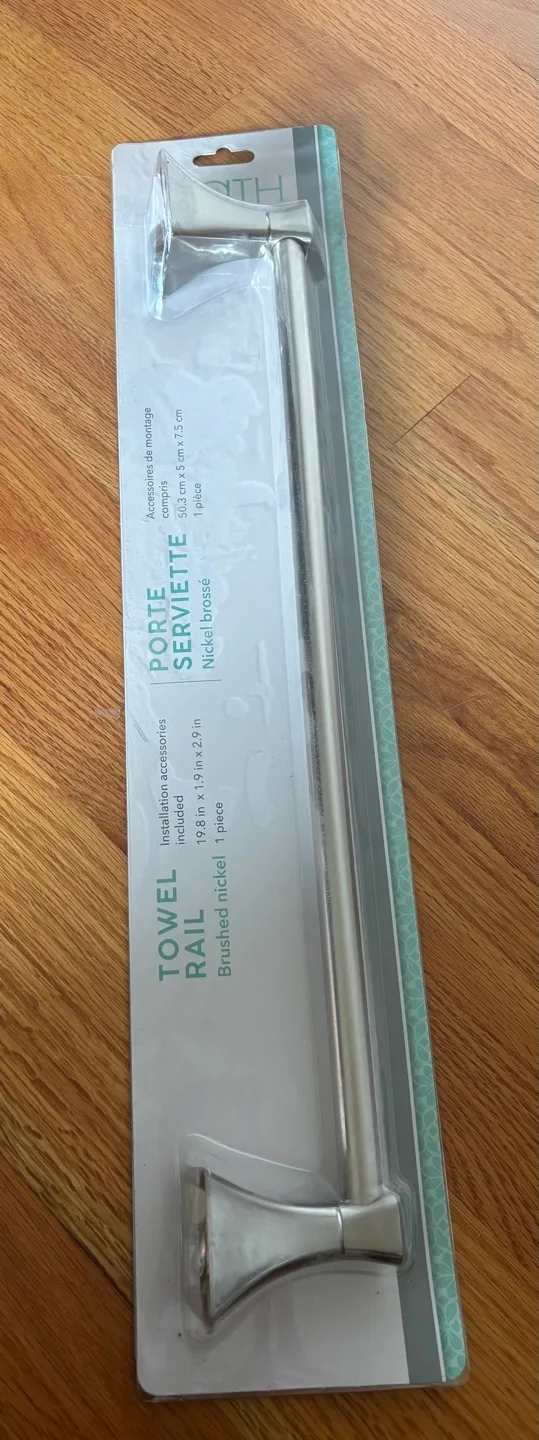 TOWEL
RAIL
Brushed nickel
Installation accessories
included
19.8 in x 1.9 in x 2.9 in
1 piece
PORTE
SERVIETTE
Nickel brossé
Accessoires de montage
compris
50.3 cm x 5 cm x 7.5 cm
1 pièce